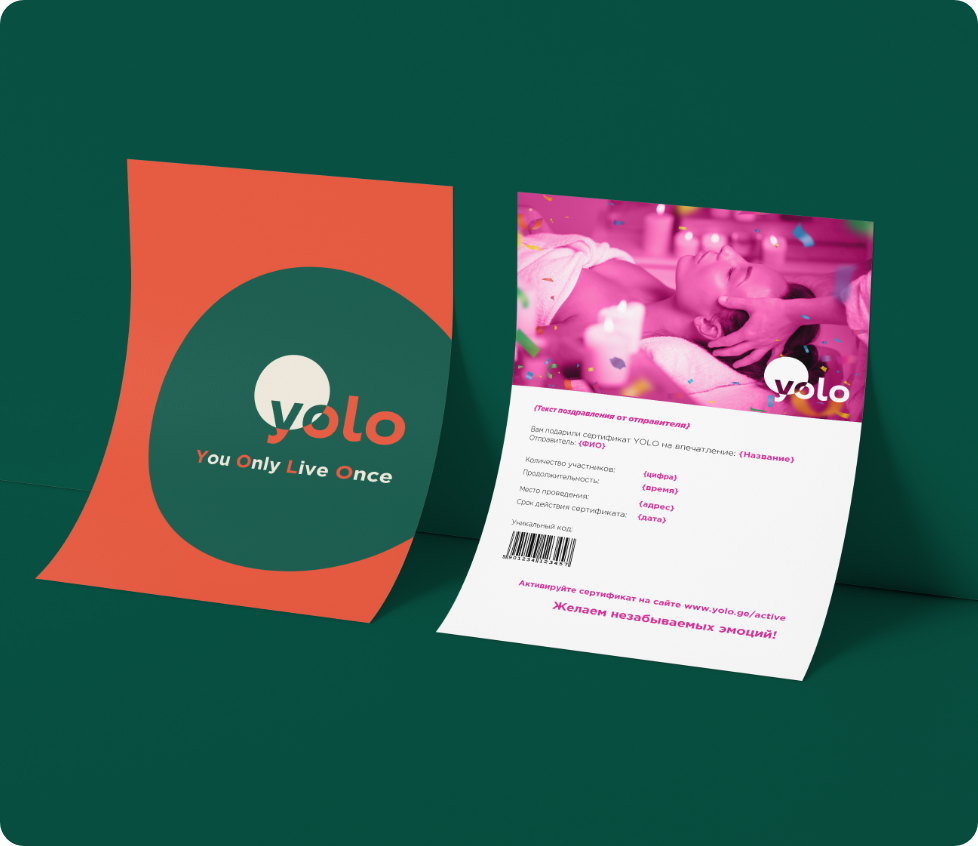 yolo
You Only Live Once
yolo
{Текст поздравления от отправителя}
Вам подарили сертификат YOLO на впечатление: {Название}
Отправитель: {ФИО}
Количество участников: {цифра}
Продолжительность: {время}
Место проведения: {адрес}
Срок действия сертификата: {дата}
Уникальный код:
Активируйте сертификат на сайте www.yolo.ge/active
Желаем незабываемых эмоций!